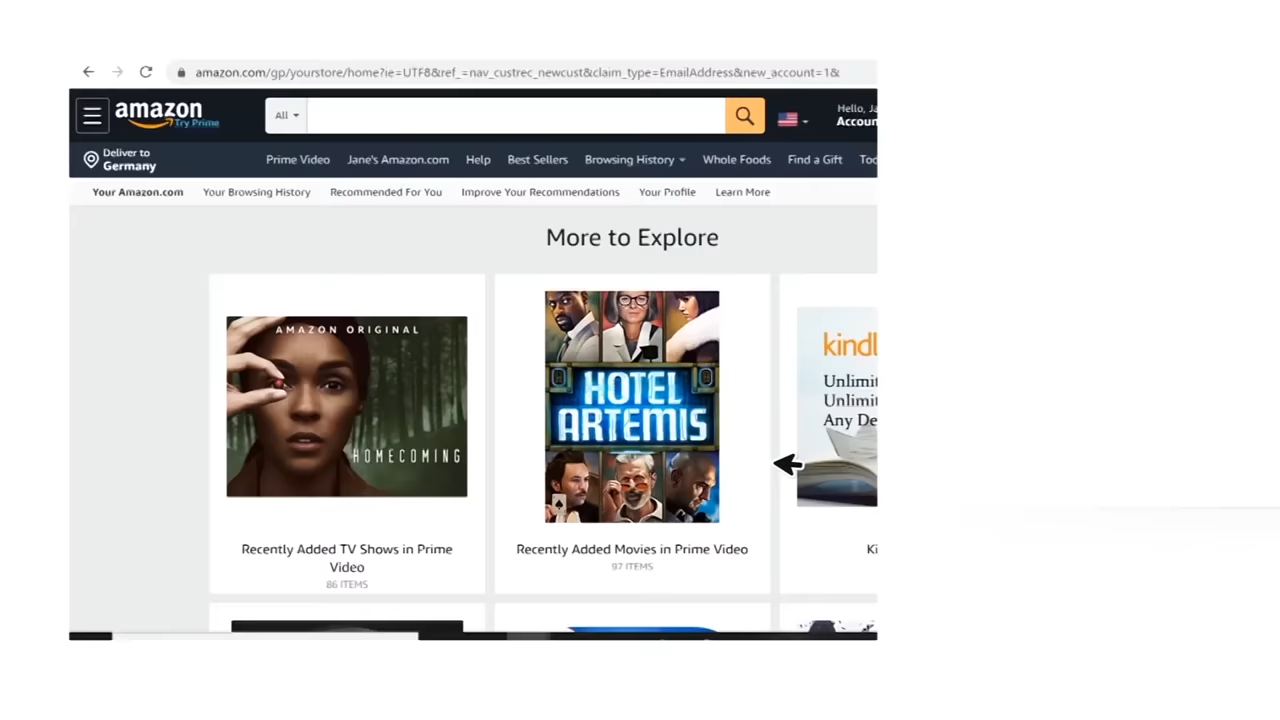 amazon.com/gp/yourstore/home?ie=UTF8&ref_=nav_custrec_newcust&claim_type=EmailAddress&new_account=1&
amazon
Try Prime
All
Hello, Ja
Accoun
Deliver to
Germany
Prime Video Jane's Amazon.com Help Best Sellers Browsing History Whole Foods Find a Gift Too
Your Amazon.com Your Browsing History Recommended For You Improve Your Recommendations Your Profile Learn More
More to Explore
AMAZON ORIGINAL
HOMECOMING
Recently Added TV Shows in Prime
Video
86 ITEMS
HOTEL
ARTEMIS
Recently Added Movies in Prime Video
97 ITEMS
kindl
Unlimit
Unlimit
Any De
Ki